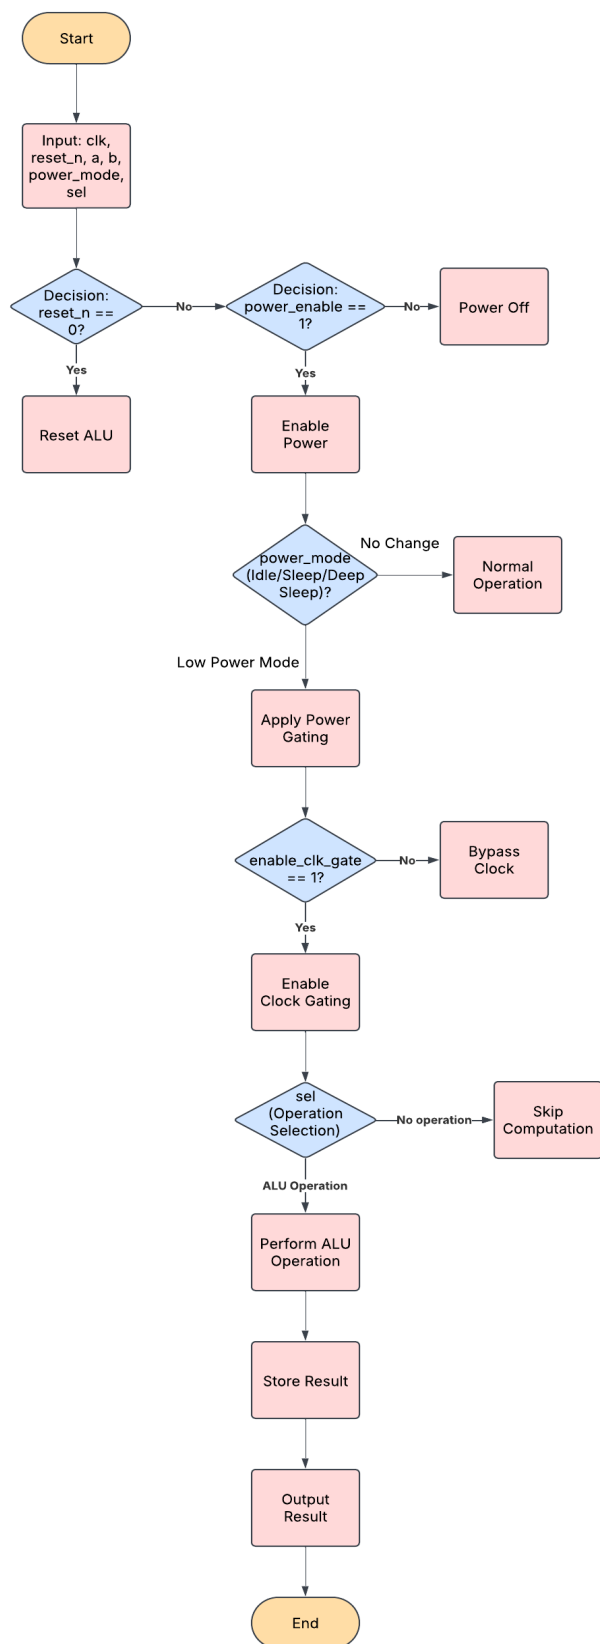 Start
Input: clk,
reset_n, a, b,
power_mode,
sel
Decision:
reset_n ==
0?
No
Decision:
power_enable ==
1?
No
Power Off
Yes
Yes
Reset ALU
Enable
Power
power_mode
(Idle/Sleep/Deep
Sleep)?
No Change
Normal
Operation
Low Power Mode
Apply Power
Gating
enable_clk_gate
== 1?
No
Bypass
Clock
Yes
Enable
Clock Gating
sel
(Operation
Selection)
No operation
Skip
Computation
ALU Operation
Perform ALU
Operation
Store Result
Output
Result
End